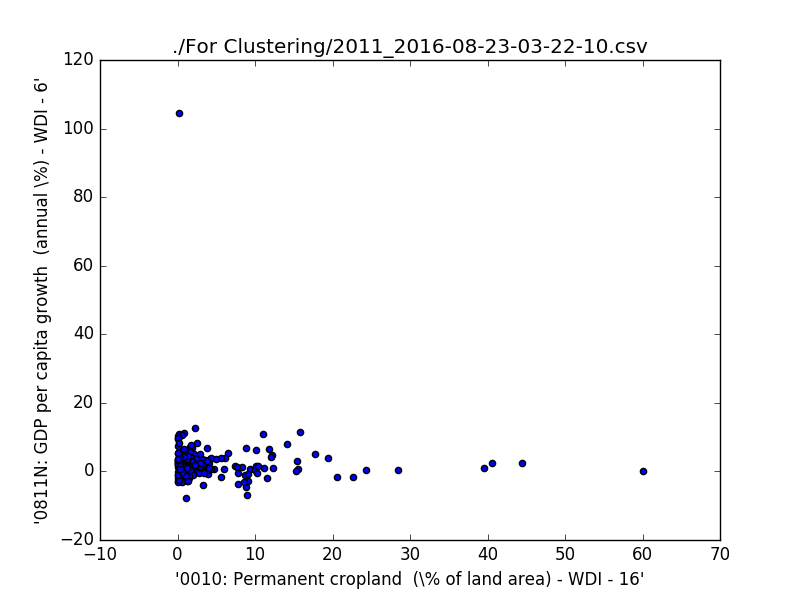 ./For Clustering/2011_2016-08-23-03-22-10.csv
120
100
80
60
40
20
0
−20
'0811N: GDP per capita growth  (annual \%) - WDI - 6'
−10 0 10 20 30 40 50 60 70
'0010: Permanent cropland  (\% of land area) - WDI - 16'